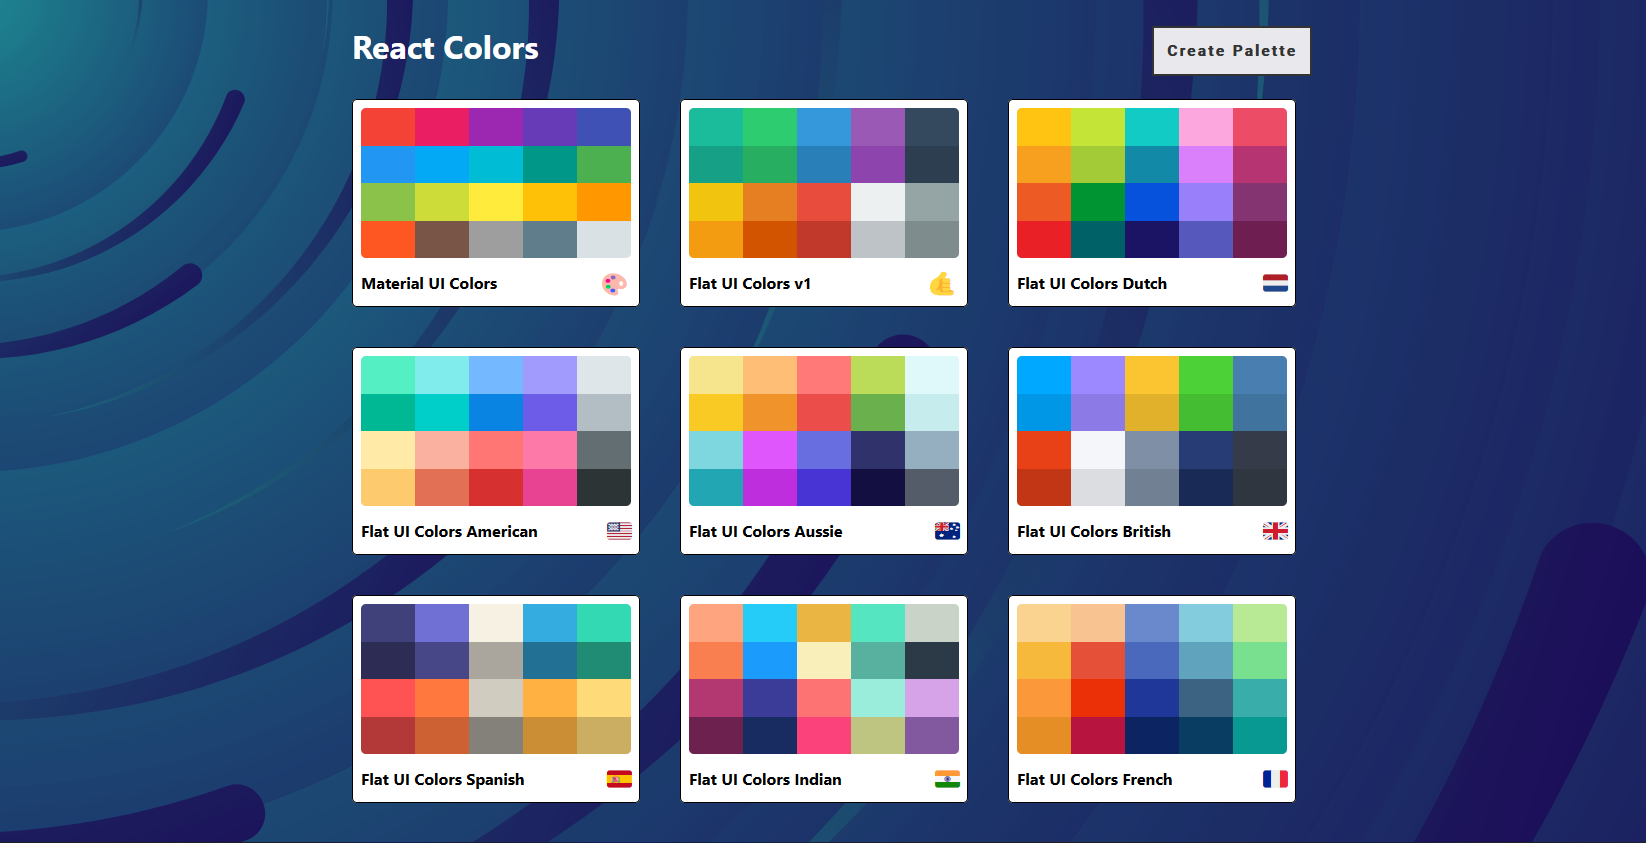 React Colors
Create Palette
Material UI Colors
Flat UI Colors v1
Flat UI Colors Dutch
Flat UI Colors American
Flat UI Colors Aussie
Flat UI Colors British
Flat UI Colors Spanish
Flat UI Colors Indian
Flat UI Colors French